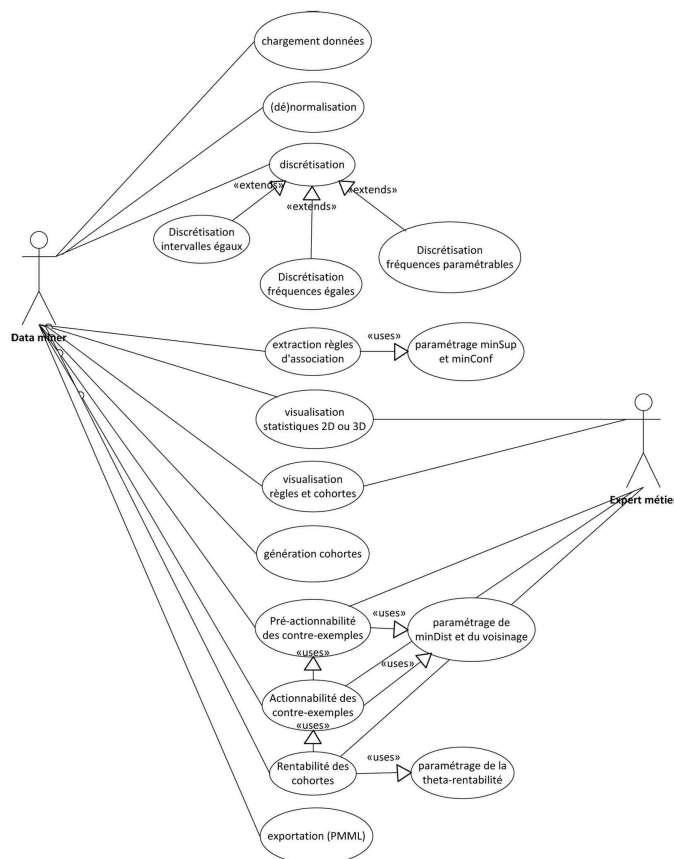 chargement données
(dé)normalisation
discrétisation
«extends»
«extends»
«extends»
Discrétisation
intervalles égaux
Discrétisation
fréquences égales
Discrétisation
fréquences paramétrables
Data miner
extraction règles
d'association
«uses»
paramétrage minSup
et minConf
visualisation
statistiques 2D ou 3D
visualisation
règles et cohortes
Expert métier
génération cohortes
Pré-actionnabilité
des contre-exemples
«uses»
paramétrage de
minDist et du voisinage
«uses»
«uses»
Actionnabilité des
contre-exemples
«uses»
Rentabilité des
cohortes
«uses»
paramétrage de la
theta-rentabilité
exportation (PMML)